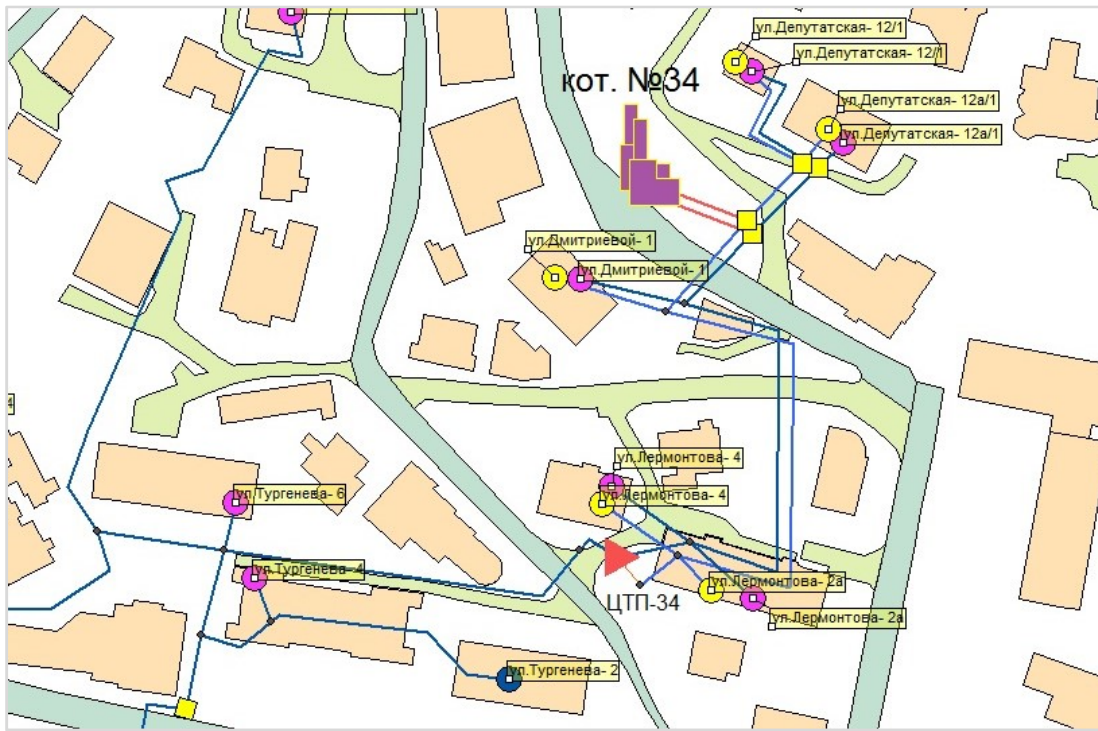 ул.Депутатская- 12/1
ул.Депутатская- 12/1
кот. №34
ул.Депутатская- 12а/1
ул.Депутатская- 12а/1
ул.Дмитриевой- 1
ул.Дмитриевой- 1
4
ул.Лермонтова- 4
ул.Тургенева- 6
ул.Лермонтова- 4
ул.Тургенева- 4
ул.Лермонтова- 2а
ЦТП-34
ул.Лермонтова- 2а
ул.Тургенева- 2